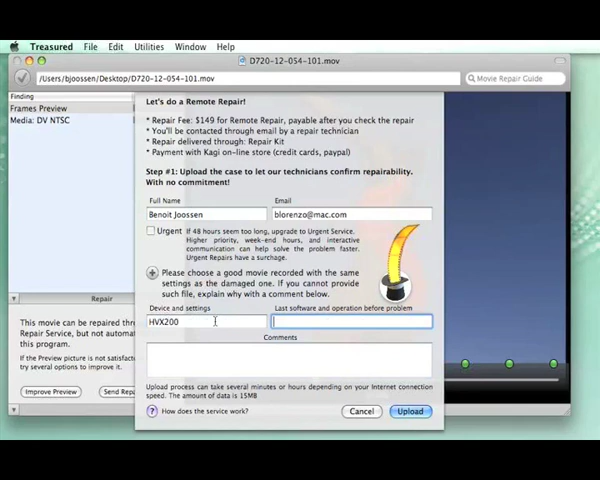 Treasured File Edit Utilities Window Help
D720-12-054-101.mov
/Users/bjoossen/Desktop/D720-12-054-101.mov
Movie Repair Guide
Finding
Frames Preview
Media: DV NTSC
Let's do a Remote Repair!
* Repair Fee: $149 for Remote Repair, payable after you check the repair
* You'll be contacted through email by a repair technician
* Repair delivered through: Repair Kit
* Payment with Kagi on-line store (credit cards, paypal)
Step #1: Upload the case to let our technicians confirm repairability.
With no commitment!
Full Name Email
Benoit Joossen blorenzo@mac.com
Urgent
If 48 hours seem too long, upgrade to Urgent Service.
Higher priority, week-end hours, and interactive
communication can help solve the problem faster.
Urgent Repairs have a surcharge.
Please choose a good movie recorded with the same
settings as the damaged one. If you cannot provide
such file, explain why with a comment below.
Device and settings Last software and operation before problem
HVX200
Comments
Upload process can take several minutes or hours depending on your Internet connection
speed. The amount of data is 15MB
? How does the service work? Cancel Upload
Repair
This movie can be repaired thr
Repair Service, but not automat
this program.
If the Preview picture is not satisfact
try several options to improve it.
Improve Preview Send Repa